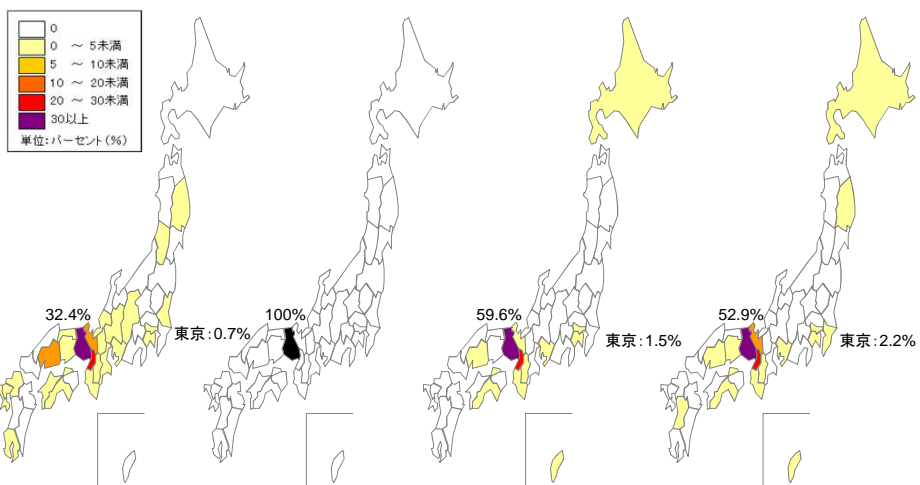 0
0 ~ 5未満
5 ~ 10未満
10 ~ 20未満
20 ~ 30未満
30以上
単位:パーセント(%)
32.4%
東京:0.7%
100%
59.6%
東京:1.5%
52.9%
東京:2.2%